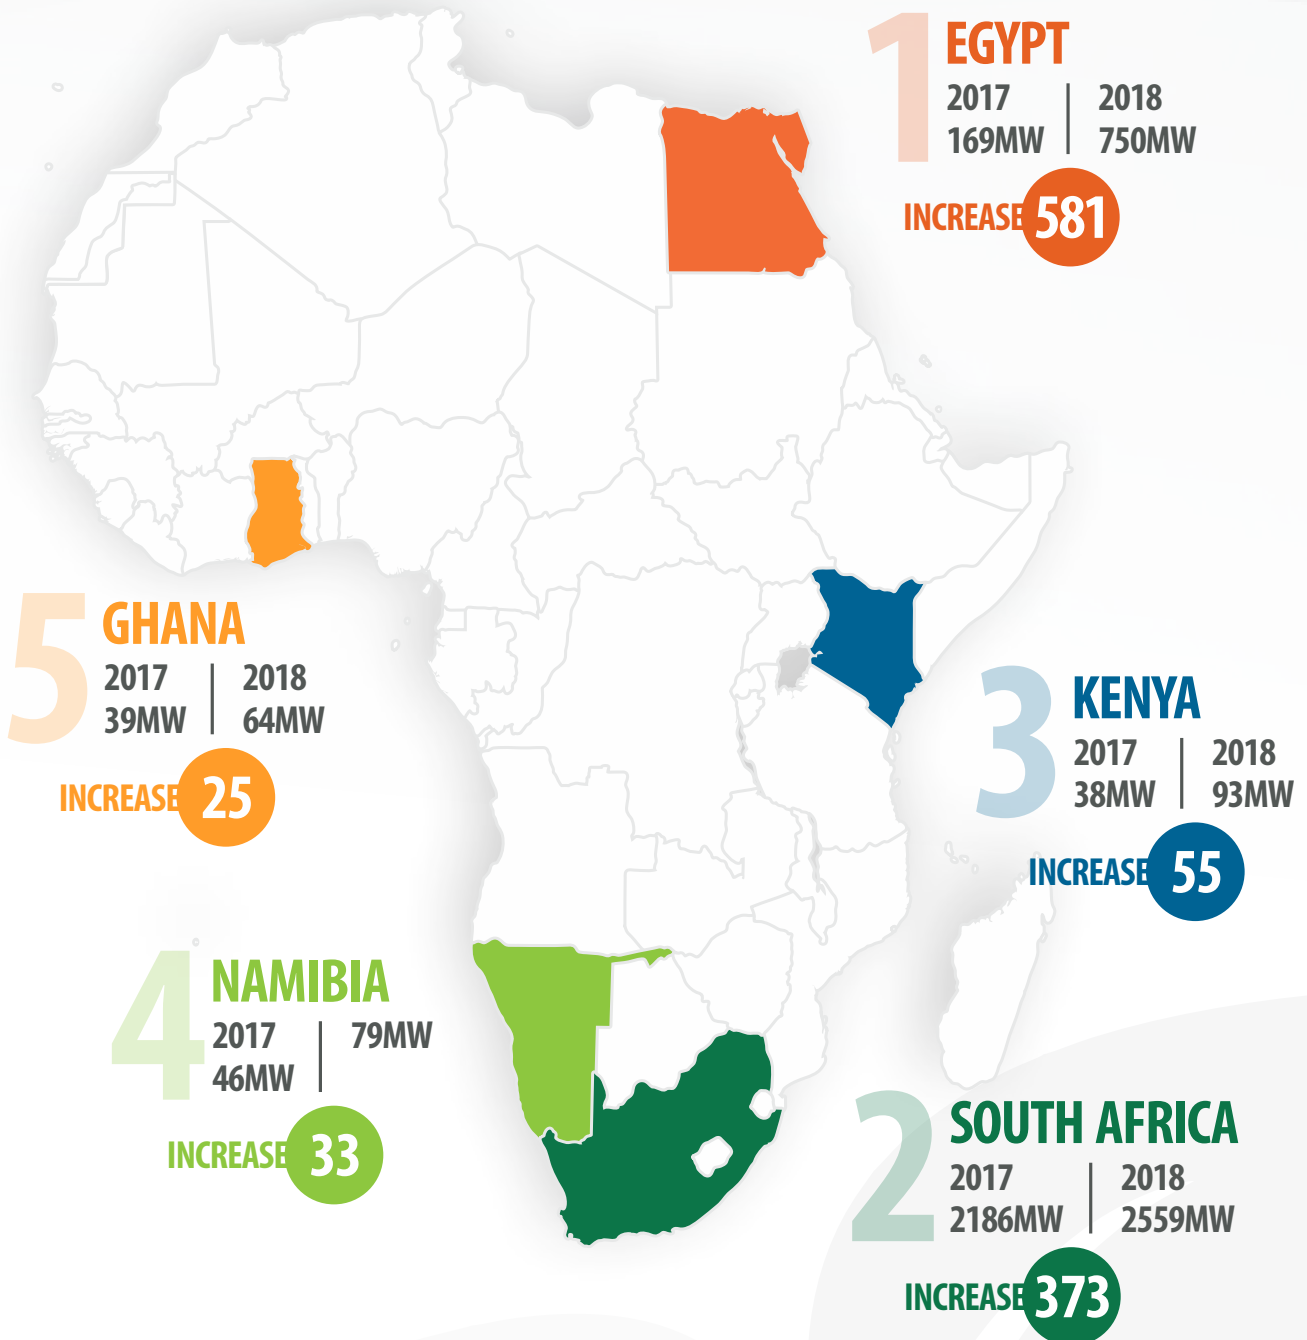 1
EGYPT
2017 | 2018
169MW | 750MW
INCREASE 581
5
GHANA
2017 | 2018
39MW | 64MW
INCREASE 25
3
KENYA
2017 | 2018
38MW | 93MW
INCREASE 55
4
NAMIBIA
2017 | 79MW
46MW
INCREASE 33
2
SOUTH AFRICA
2017 | 2018
2186MW | 2559MW
INCREASE 373